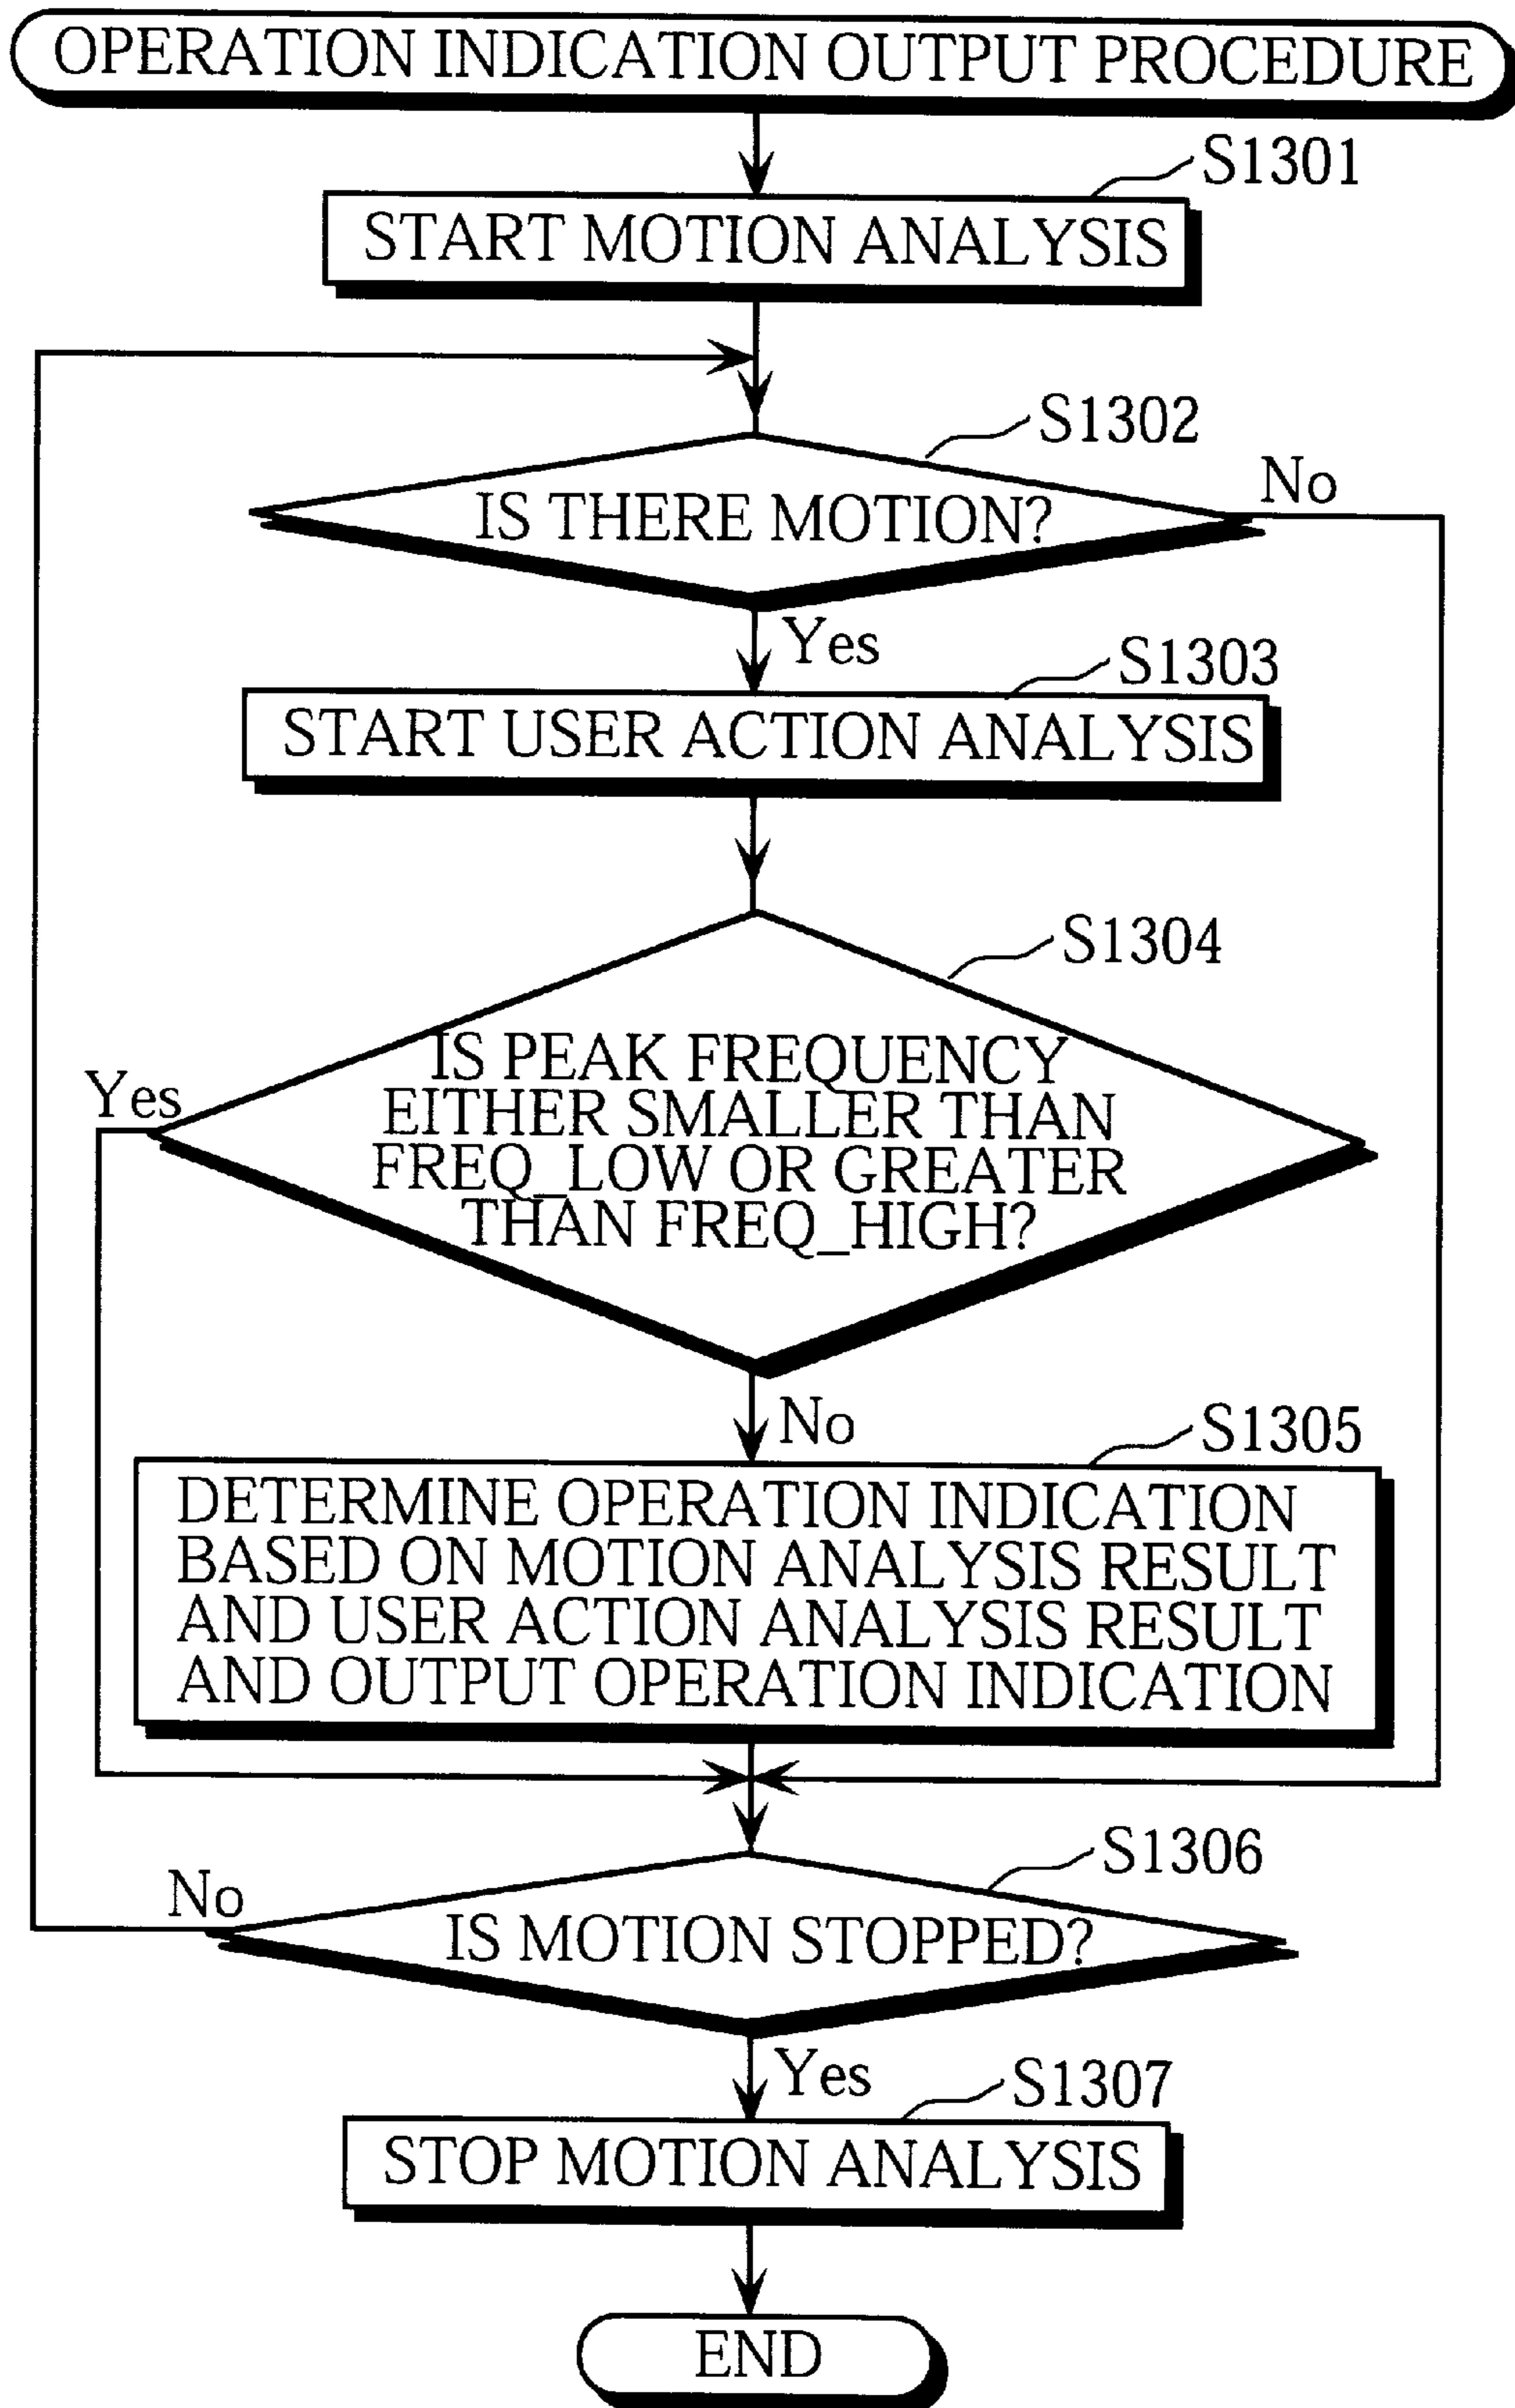 OPERATION INDICATION OUTPUT PROCEDURE
S1301
START MOTION ANALYSIS
S1302
IS THERE MOTION?
No
Yes
S1303
START USER ACTION ANALYSIS
S1304
IS PEAK FREQUENCY
EITHER SMALLER THAN
FREQ_LOW OR GREATER
THAN FREQ_HIGH?
Yes
No
S1305
DETERMINE OPERATION INDICATION
BASED ON MOTION ANALYSIS RESULT
AND USER ACTION ANALYSIS RESULT
AND OUTPUT OPERATION INDICATION
S1306
No
IS MOTION STOPPED?
Yes
S1307
STOP MOTION ANALYSIS
END